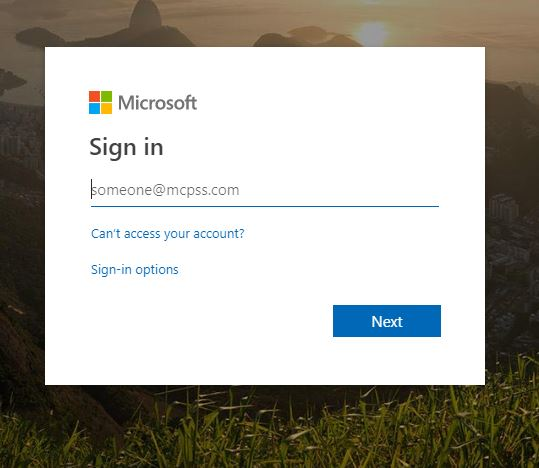 Microsoft
Sign in
someone@mcpss.com
Can't access your account?
Sign-in options
Next